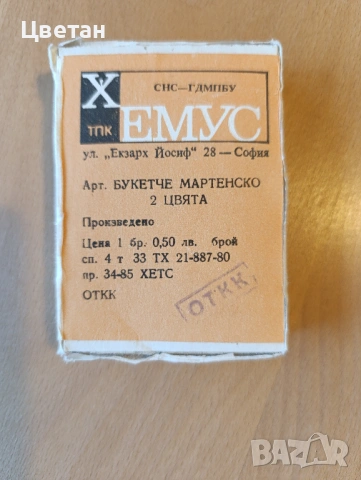 Цветан
СНС—ГДМПБУ
Х
ТПК ЕМУС
ул. „Екзарх Йосиф" 28 — София
Арт. БУКЕТЧЕ МАРТЕНСКО
2 ЦВЯТА
Произведено
Цена 1 бр. 0,50 лв. брой
сп. 4 т 33 ТХ 21-887-80
пр. 34-85 ХЕТС
ОТКК
ОТКК
bazar.bg